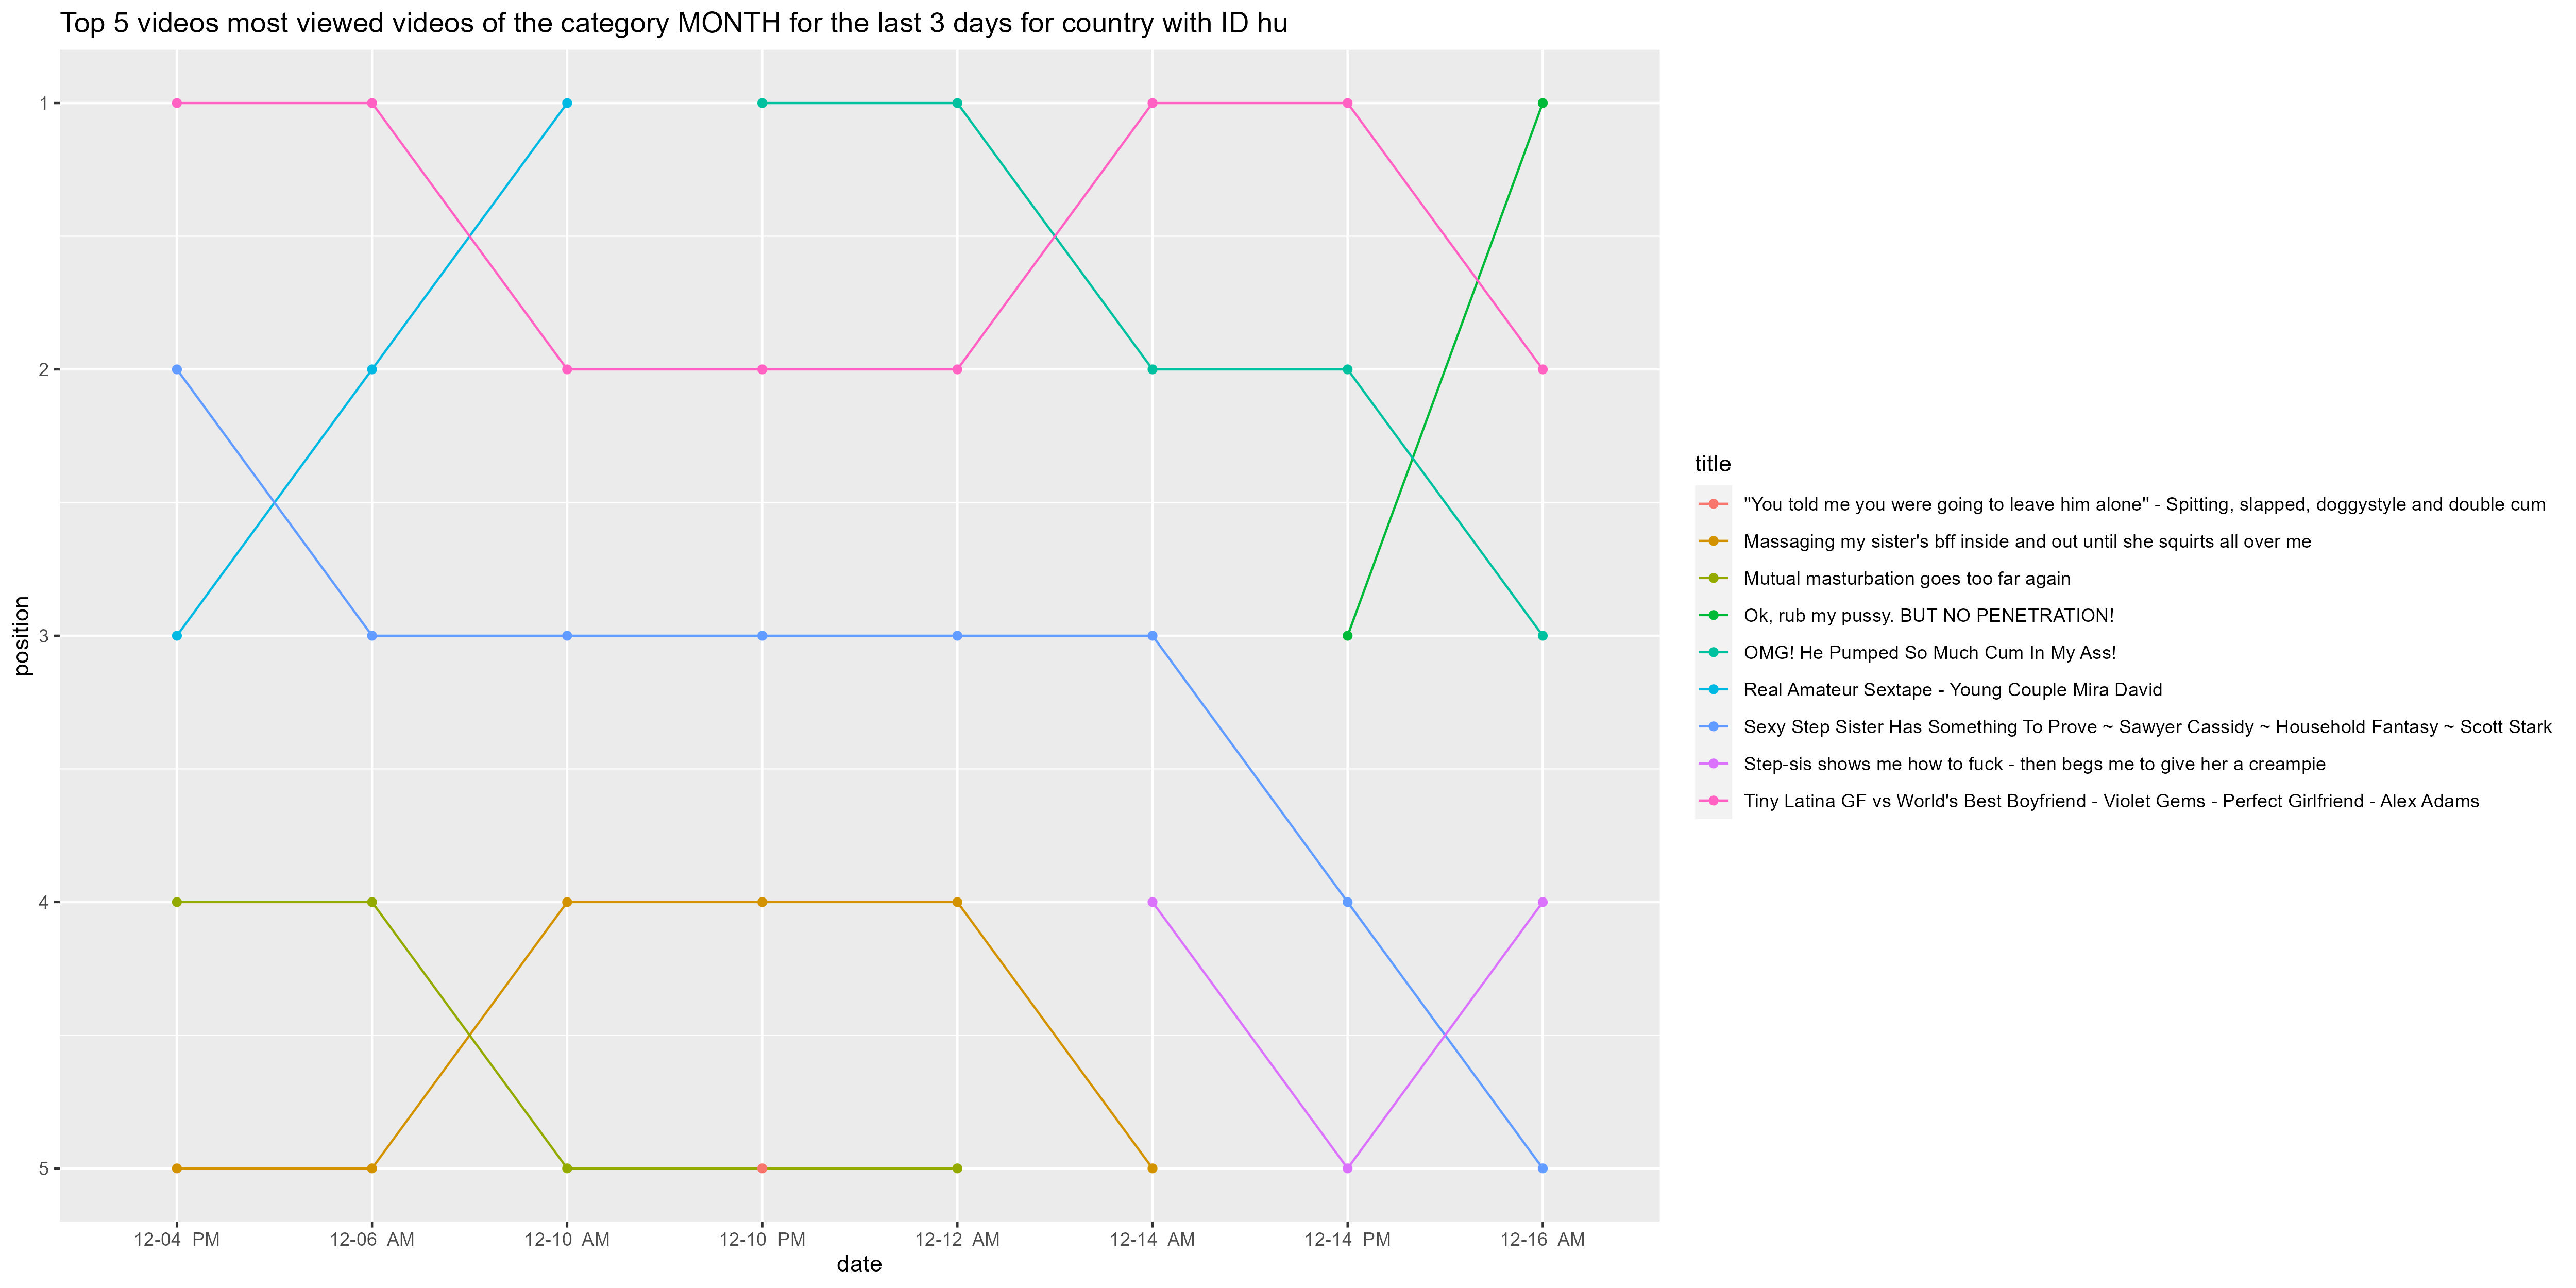 Top 5 videos most viewed videos of the category MONTH for the last 3 days for country with ID hu
position
1
2
3
4
5
12-04 PM
12-06 AM
12-10 AM
12-10 PM
12-12 AM
12-14 AM
12-14 PM
12-16 AM
date
title
"You told me you were going to leave him alone" - Spitting, slapped, doggystyle and double cum
Massaging my sister's bff inside and out until she squirts all over me
Mutual masturbation goes too far again
Ok, rub my pussy. BUT NO PENETRATION!
OMG! He Pumped So Much Cum In My Ass!
Real Amateur Sextape - Young Couple Mira David
Sexy Step Sister Has Something To Prove ~ Sawyer Cassidy ~ Household Fantasy ~ Scott Stark
Step-sis shows me how to fuck - then begs me to give her a creampie
Tiny Latina GF vs World's Best Boyfriend - Violet Gems - Perfect Girlfriend - Alex Adams